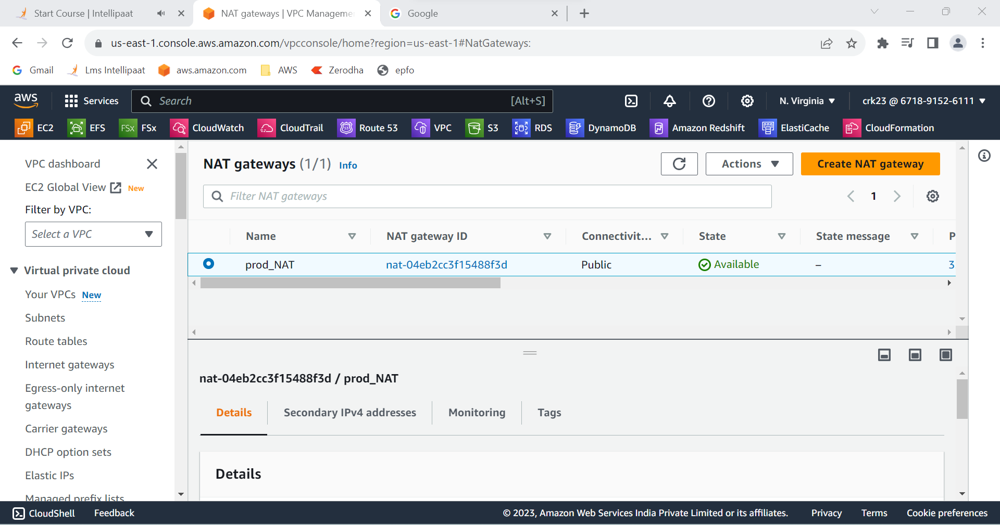 Start Course | Intellipaat
NAT gateways | VPC Manageme
Google
us-east-1.console.aws.amazon.com/vpcconsole/home?region=us-east-1#NatGateways:
Gmail
Lms Intellipaat
aws.amazon.com
AWS
Zerodha
epfo
aws
Services
Search
[Alt+S]
N. Virginia
crk23 @ 6718-9152-6111
EC2
EFS
FSx
FSx
CloudWatch
CloudTrail
53
Route 53
VPC
S3
RDS
DynamoDB
Amazon Redshift
ElastiCache
CloudFormation
VPC dashboard
EC2 Global View New
Filter by VPC:
Select a VPC
Virtual private cloud
Your VPCs New
Subnets
Route tables
Internet gateways
Egress-only internet
gateways
Carrier gateways
DHCP option sets
Elastic IPs
Managed prefix lists
NAT gateways (1/1) Info
Actions
Create NAT gateway
Filter NAT gateways
1
Name
NAT gateway ID
Connectivit...
State
State message
P
prod_NAT
nat-04eb2cc3f15488f3d
Public
Available
–
3
nat-04eb2cc3f15488f3d / prod_NAT
Details
Secondary IPv4 addresses
Monitoring
Tags
Details
CloudShell
Feedback
© 2023, Amazon Web Services India Private Limited or its affiliates.
Privacy
Terms
Cookie preferences